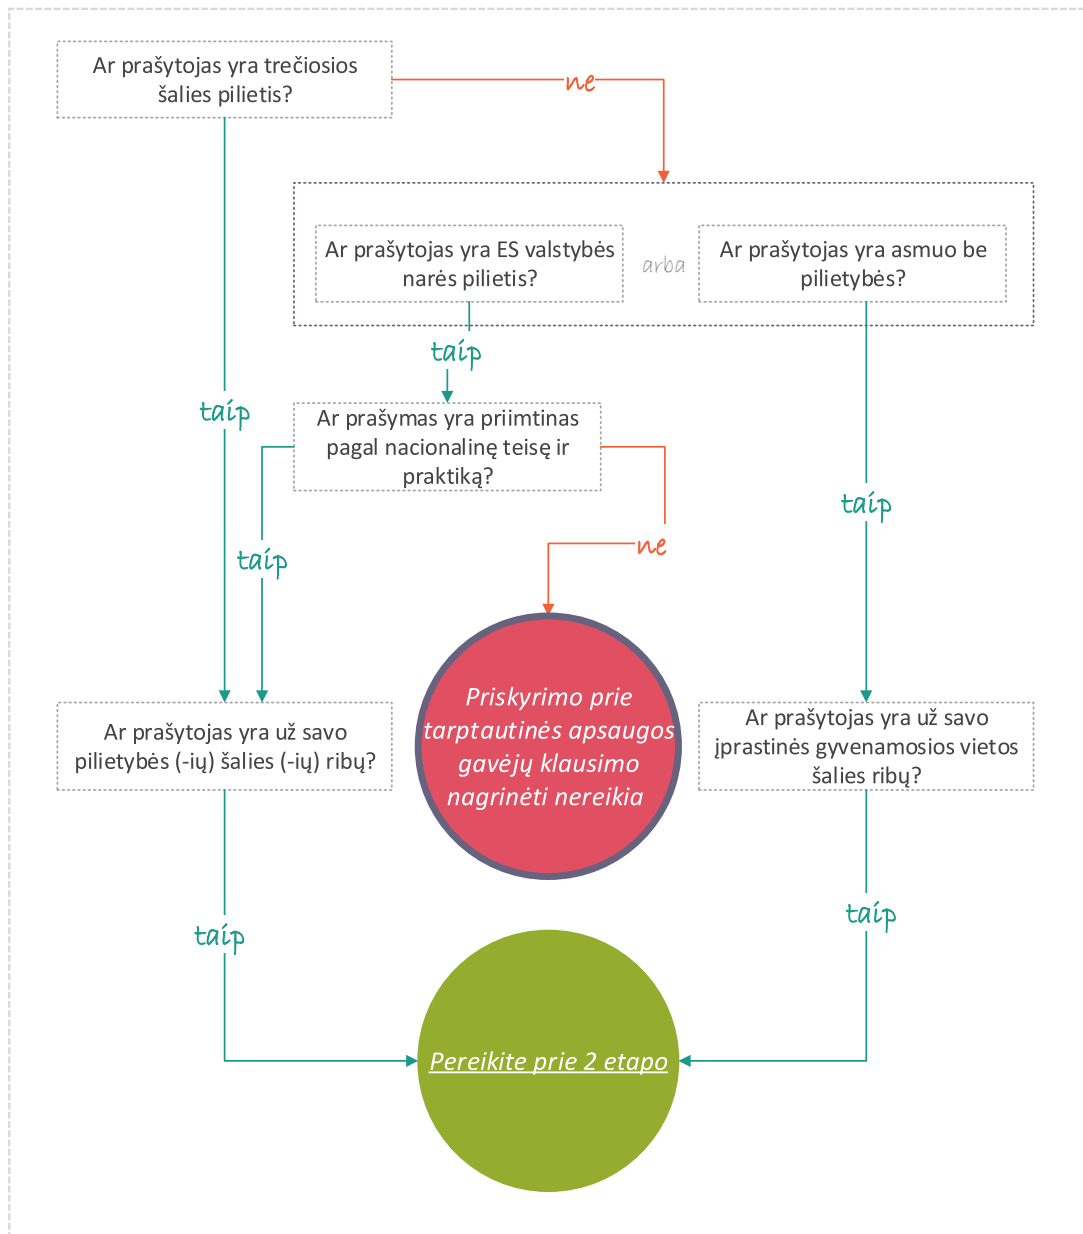 Ar prašytojas yra trečiosios
šalies pilietis?
ne
Ar prašytojas yra ES valstybės
narės pilietis?
arba
Ar prašytojas yra asmuo be
pilietybės?
taip
taip
Ar prašymas yra priimtinas
pagal nacionalinę teisę ir
praktiką?
taip
taip
ne
Priskyrimo prie
tarptautinės apsaugos
gavėjų klausimo
nagrinėti nereikia
Ar prašytojas yra už savo
pilietybės (-ių) šalies (-ių) ribų?
Ar prašytojas yra už savo
įprastinės gyvenamosios vietos
šalies ribų?
taip
taip
Pereikite prie 2 etapo